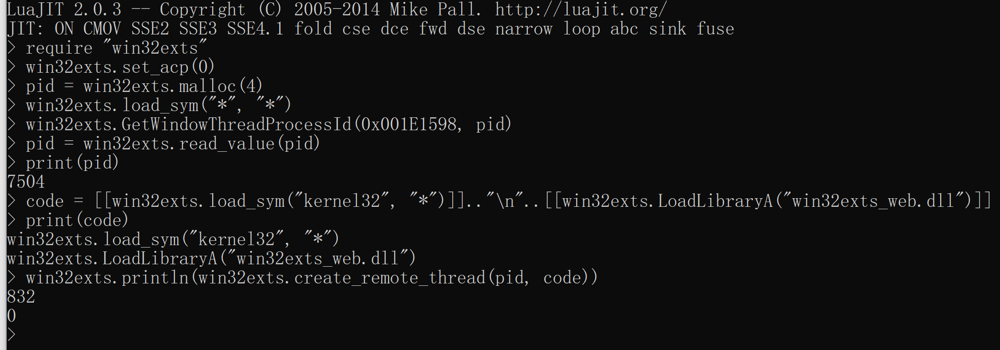 LuaJIT 2.0.3 -- Copyright (C) 2005-2014 Mike Pall. http://luajit.org/
JIT: ON CMOV SSE2 SSE3 SSE4.1 fold cse dce fwd dse narrow loop abc sink fuse
> require "win32exts"
> win32exts.set_acp(0)
> pid = win32exts.malloc(4)
> win32exts.load_sym("*", "*")
> win32exts.GetWindowThreadProcessId(0x001E1598, pid)
> pid = win32exts.read_value(pid)
> print(pid)
7504
> code = [[win32exts.load_sym("kernel32", "*")]].."\n"..[[win32exts.LoadLibraryA("win32exts_web.dll")]]
> print(code)
win32exts.load_sym("kernel32", "*")
win32exts.LoadLibraryA("win32exts_web.dll")
> win32exts.println(win32exts.create_remote_thread(pid, code))
832
0
>